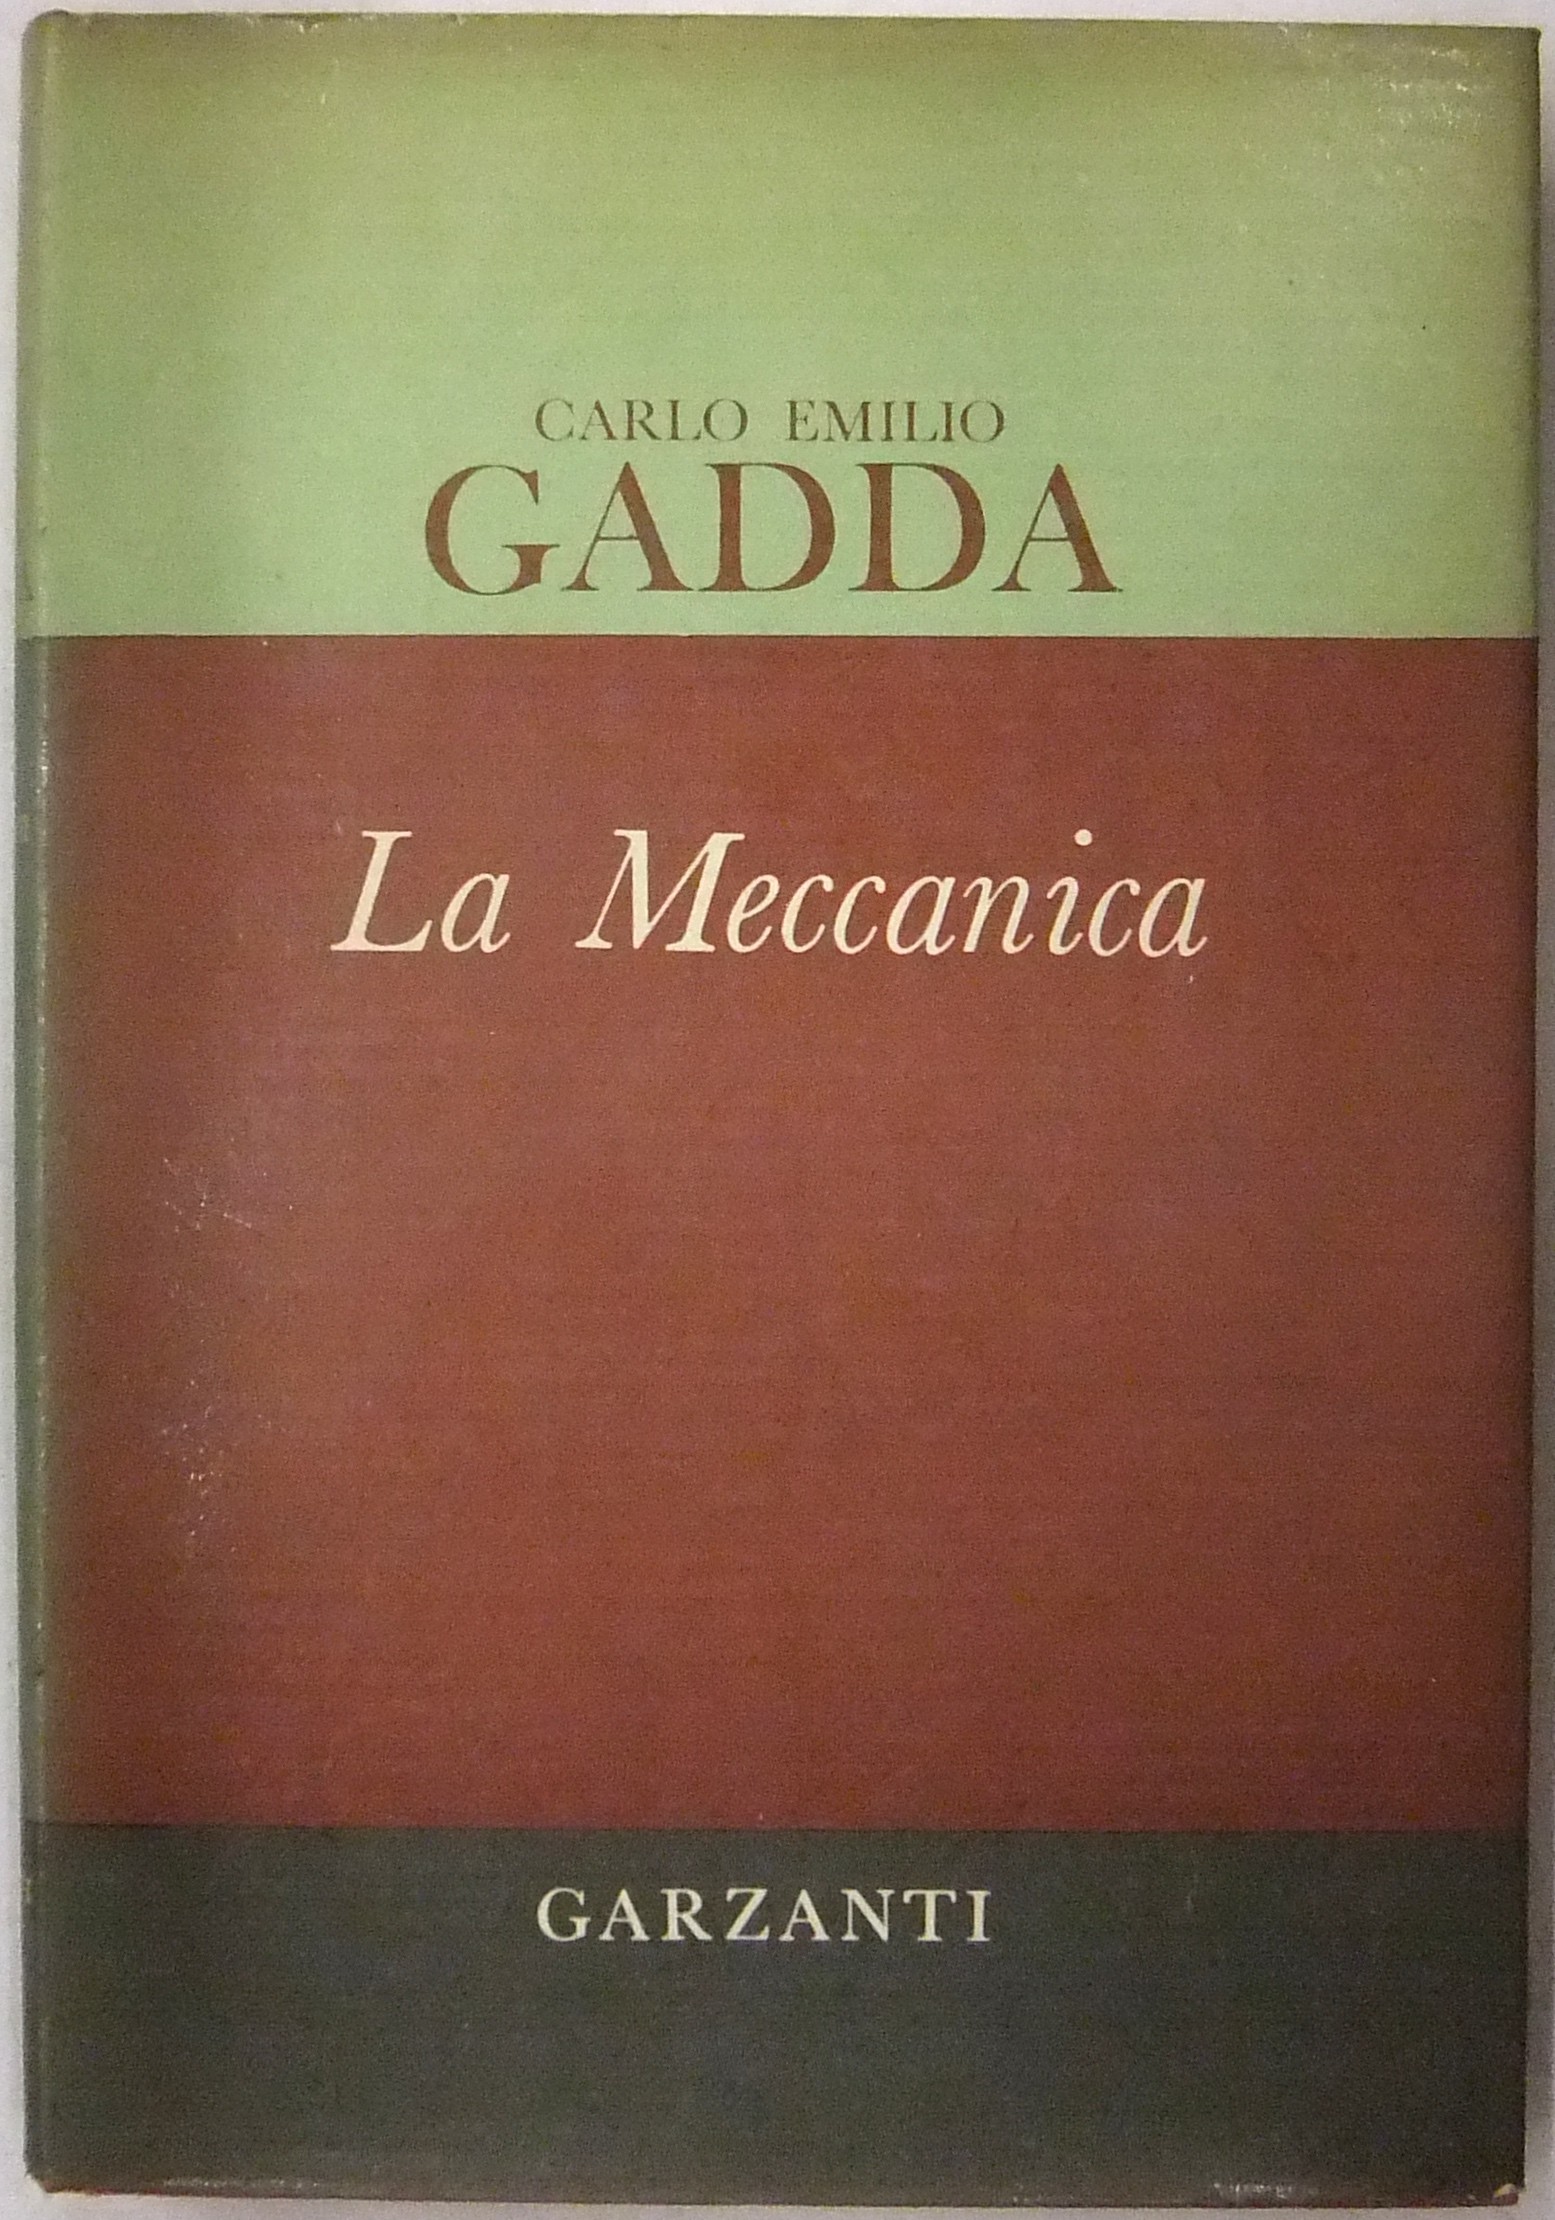 CARLO EMILIO
GADDA
La Meccanica
GARZANTI